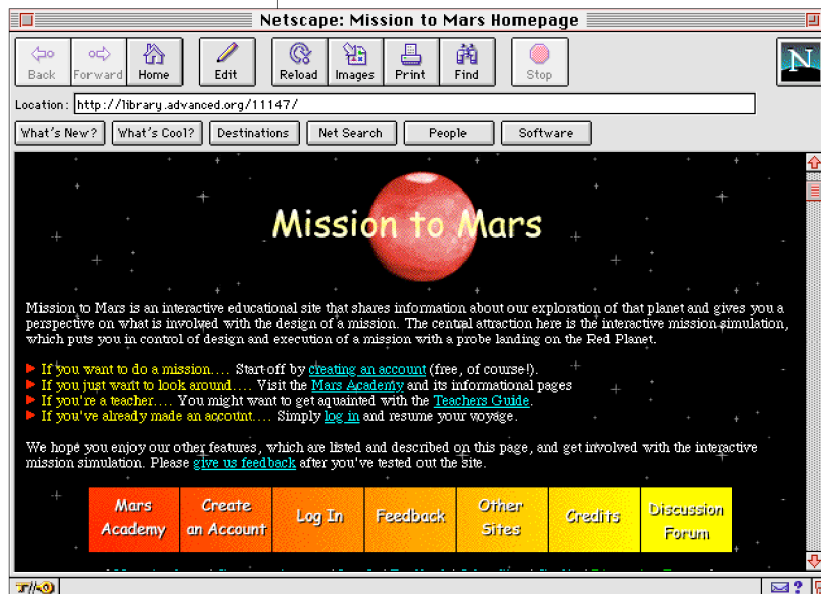 Netscape: Mission to Mars Homepage
Back Forward Home Edit Reload Images Print Find Stop
N
Location: http://library.advanced.org/11147/
What's New? What's Cool? Destinations Net Search People Software
Mission to Mars
Mission to Mars is an interactive educational site that shares information about our exploration of that planet and gives you a
perspective on what is involved with the design of a mission. The central attraction here is the interactive mission simulation,
which puts you in control of design and execution of a mission with a probe landing on the Red Planet.
If you want to do a mission.... Start off by creating an account (free, of course!).
If you just want to look around.... Visit the Mars Academy and its informational pages
If you're a teacher.... You might want to get aquainted with the Teachers Guide.
If you've already made an account.... Simply log in and resume your voyage.
We hope you enjoy our other features, which are listed and described on this page, and get involved with the interactive
mission simulation. Please give us feedback after you've tested out the site.
Mars Academy
Create an Account
Log In
Feedback
Other Sites
Credits
Discussion Forum
?